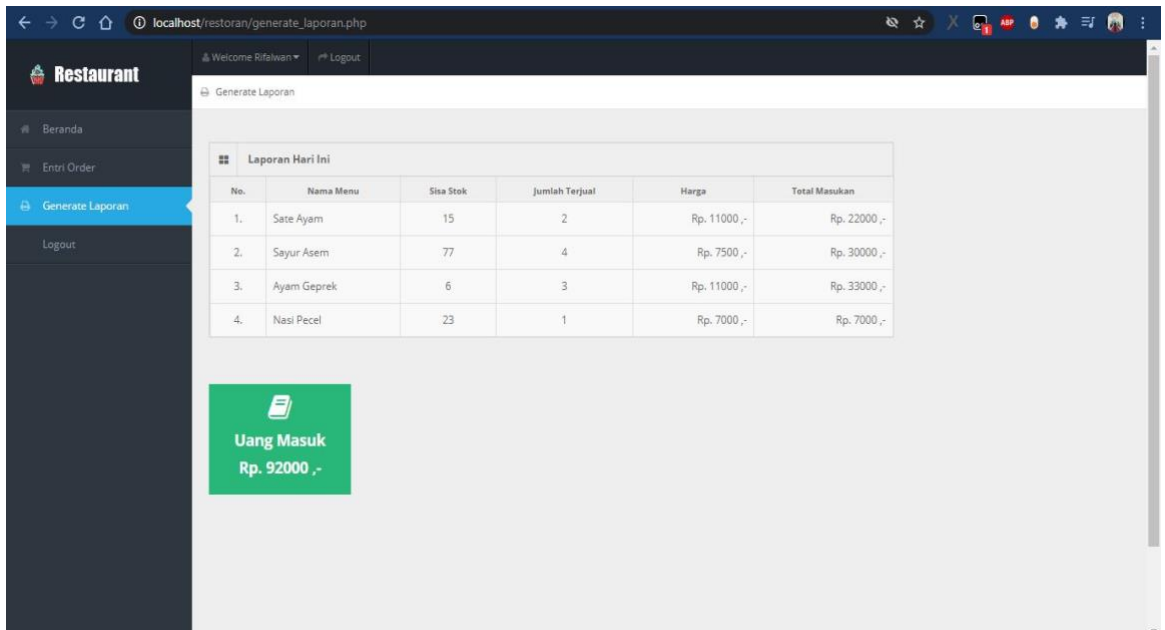 localhost/restoran/generate_laporan.php
ABP
1
Restaurant
Welcome Rifalwan
Logout
Generate Laporan
Beranda
Entri Order
Generate Laporan
Logout
Laporan Hari Ini
No. Nama Menu Sisa Stok Jumlah Terjual Harga Total Masukan
1. Sate Ayam 15 2 Rp. 11000 ,- Rp. 22000 ,-
2. Sayur Asem 77 4 Rp. 7500 ,- Rp. 30000 ,-
3. Ayam Geprek 6 3 Rp. 11000 ,- Rp. 33000 ,-
4. Nasi Pecel 23 1 Rp. 7000 ,- Rp. 7000 ,-
Uang Masuk
Rp. 92000 ,-